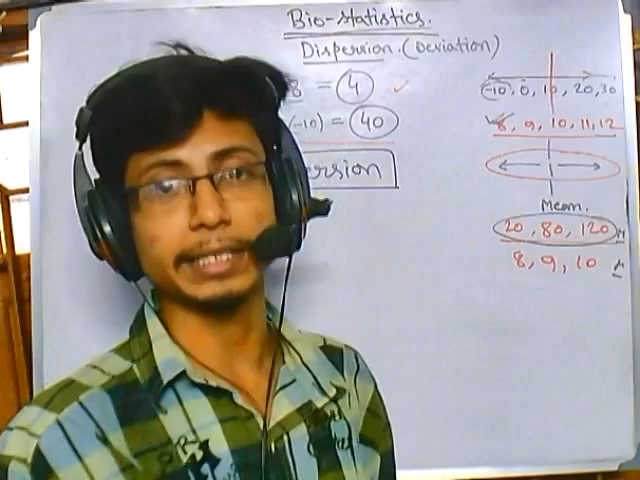 Bio-Statistics.
Dispersion. (Deviation)
8 = 4 ✓
(-10) = 40
ersion
(-10, 0, 10, 20, 30
8, 9, 10, 11, 12
Mean.
20, 80, 120
8, 9, 10